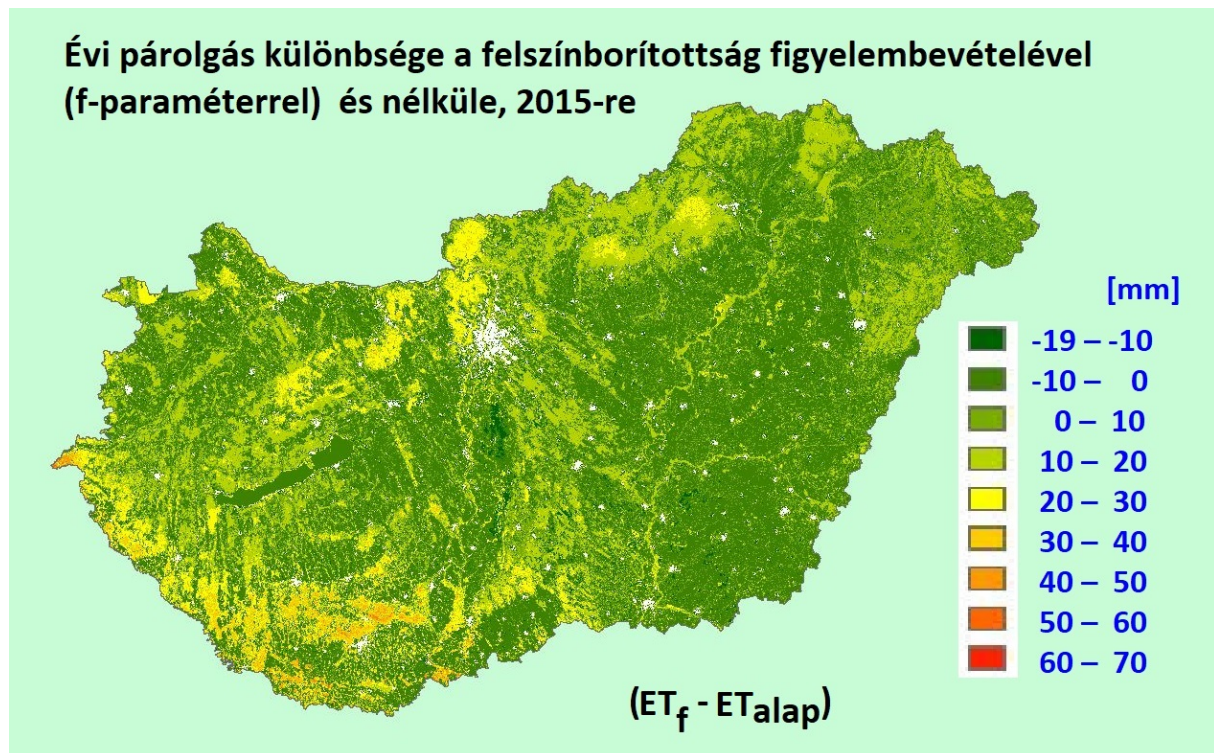 Évi párolgás különbsége a felszínborítottság figyelembevételével
(f-paraméterrel) és nélküle, 2015-re
[mm]
-19 – -10
-10 – 0
0 – 10
10 – 20
20 – 30
30 – 40
40 – 50
50 – 60
60 – 70
(ETf - ETalap)